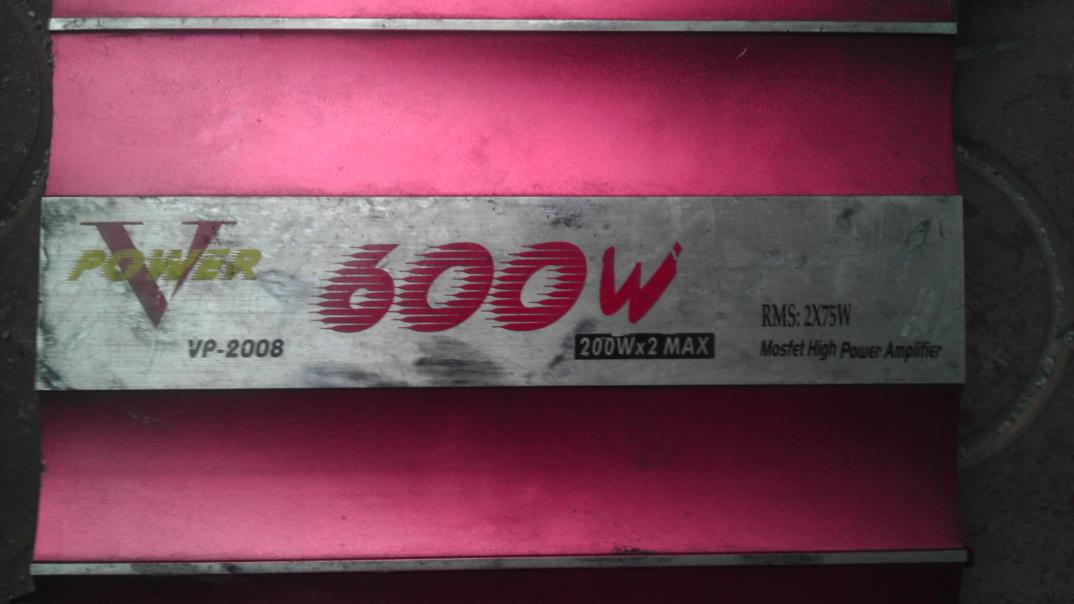 V
POWER
600W
VP-2008
200Wx2 MAX
RMS: 2X75W
Mosfet High Power Amplifier